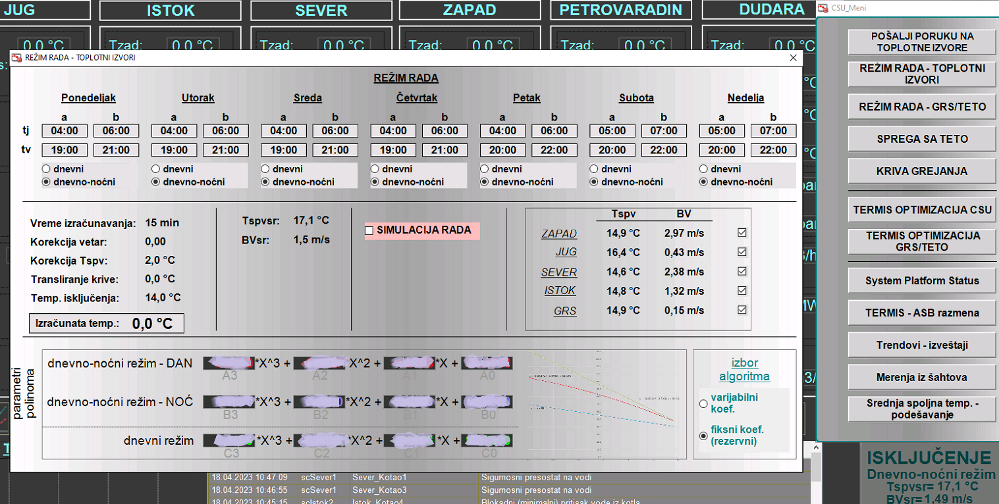 JUG ISTOK SEVER ZAPAD PETROVARADIN DUDARA
CSU_Meni
0,0 °C Tzad: 0,0 °C Tzad: 0,0 °C Tzad: 0,0 °C Tzad: 0,0 °C Tzad: 0,0 °C
REŽIM RADA - TOPLOTNI IZVORI
REŽIM RADA
Ponedeljak Utorak Sreda Četvrtak Petak Subota Nedelja
a b a b a b a b a b a b a b
tj 04:00 06:00 04:00 06:00 04:00 06:00 04:00 06:00 04:00 06:00 05:00 07:00 05:00 07:00
tv 19:00 21:00 19:00 21:00 19:00 21:00 19:00 21:00 20:00 22:00 20:00 22:00 20:00 22:00
dnevni dnevni dnevni dnevni dnevni dnevni dnevni
dnevno-noćni dnevno-noćni dnevno-noćni dnevno-noćni dnevno-noćni dnevno-noćni dnevno-noćni
Vreme izračunavanja: 15 min
Korekcija vetar: 0,00
Korekcija Tspv: 2,0 °C
Transliranje krive: 0,0 °C
Temp. isključenja: 14,0 °C
Izračunata temp.: 0,0 °C
Tspvsr: 17,1 °C
BVsr: 1,5 m/s
SIMULACIJA RADA
Tspv BV
ZAPAD 14,9 °C 2,97 m/s
JUG 16,4 °C 0,43 m/s
SEVER 14,6 °C 2,38 m/s
ISTOK 14,8 °C 1,32 m/s
GRS 14,9 °C 0,15 m/s
parametri
polinoma
dnevno-noćni režim - DAN *X^3 + X^2 + *X +
A3 A2 A1 A0
dnevno-noćni režim - NOĆ *X^3 + X^2 + *X +
B3 B2 B1 B0
dnevni režim *X^3 + *X^2 + *X +
C3 C2 C1 C0
izbor
algoritma
varijabilni
koef.
fiksni koef.
(rezervni)
POŠALJI PORUKU NA
TOPLOTNE IZVORE
REŽIM RADA - TOPLOTNI
IZVORI
REŽIM RADA - GRS/TETO
SPREGA SA TETO
KRIVA GREJANJA
TERMIS OPTIMIZACIJA CSU
TERMIS OPTIMIZACIJA
GRS/TETO
System Platform Status
TERMIS - ASB razmena
Trendovi - izveštaji
Merenja iz šahtova
Srednja spoljna temp. -
podešavanje
18.04.2023 10:47:09 scSever1 Sever_Kotao1 Sigurnosni presostat na vodi
18.04.2023 10:46:55 scSever1 Sever_Kotao3 Sigurnosni presostat na vodi
18.04.2023 10:45:15 scIstok2 Istok_Kotao4 Blokadni (minimalni) pritisak vode iz kotla
ISKLJUČENJE
Dnevno-noćni režim
Tspvsr= 17,1 °C
BVsr= 1,49 m/s